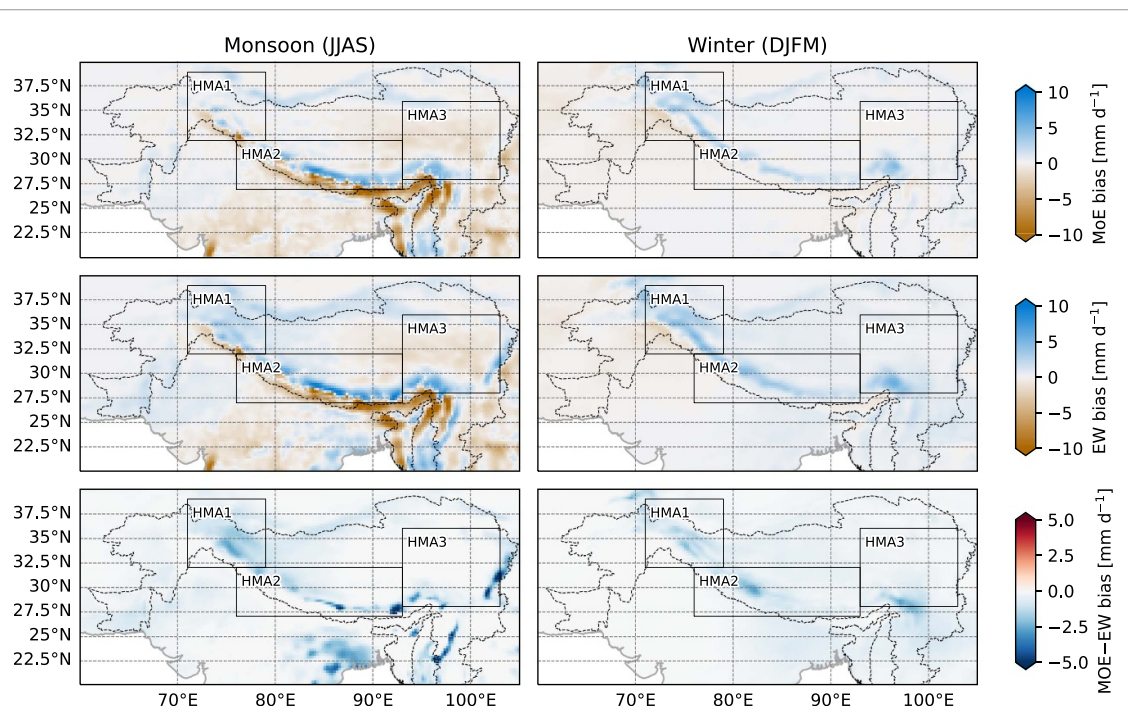 Monsoon (JJAS)
Winter (DJFM)
37.5°N
35°N
32.5°N
30°N
27.5°N
25°N
22.5°N
HMA1
HMA2
HMA3
HMA1
HMA2
HMA3
10
5
0
−5
−10
MoE bias [mm d⁻¹]
37.5°N
35°N
32.5°N
30°N
27.5°N
25°N
22.5°N
HMA1
HMA2
HMA3
HMA1
HMA2
HMA3
10
5
0
−5
−10
EW bias [mm d⁻¹]
37.5°N
35°N
32.5°N
30°N
27.5°N
25°N
22.5°N
HMA1
HMA2
HMA3
HMA1
HMA2
HMA3
5.0
2.5
0.0
−2.5
−5.0
MOE−EW bias [mm d⁻¹]
70°E 80°E 90°E 100°E
70°E 80°E 90°E 100°E